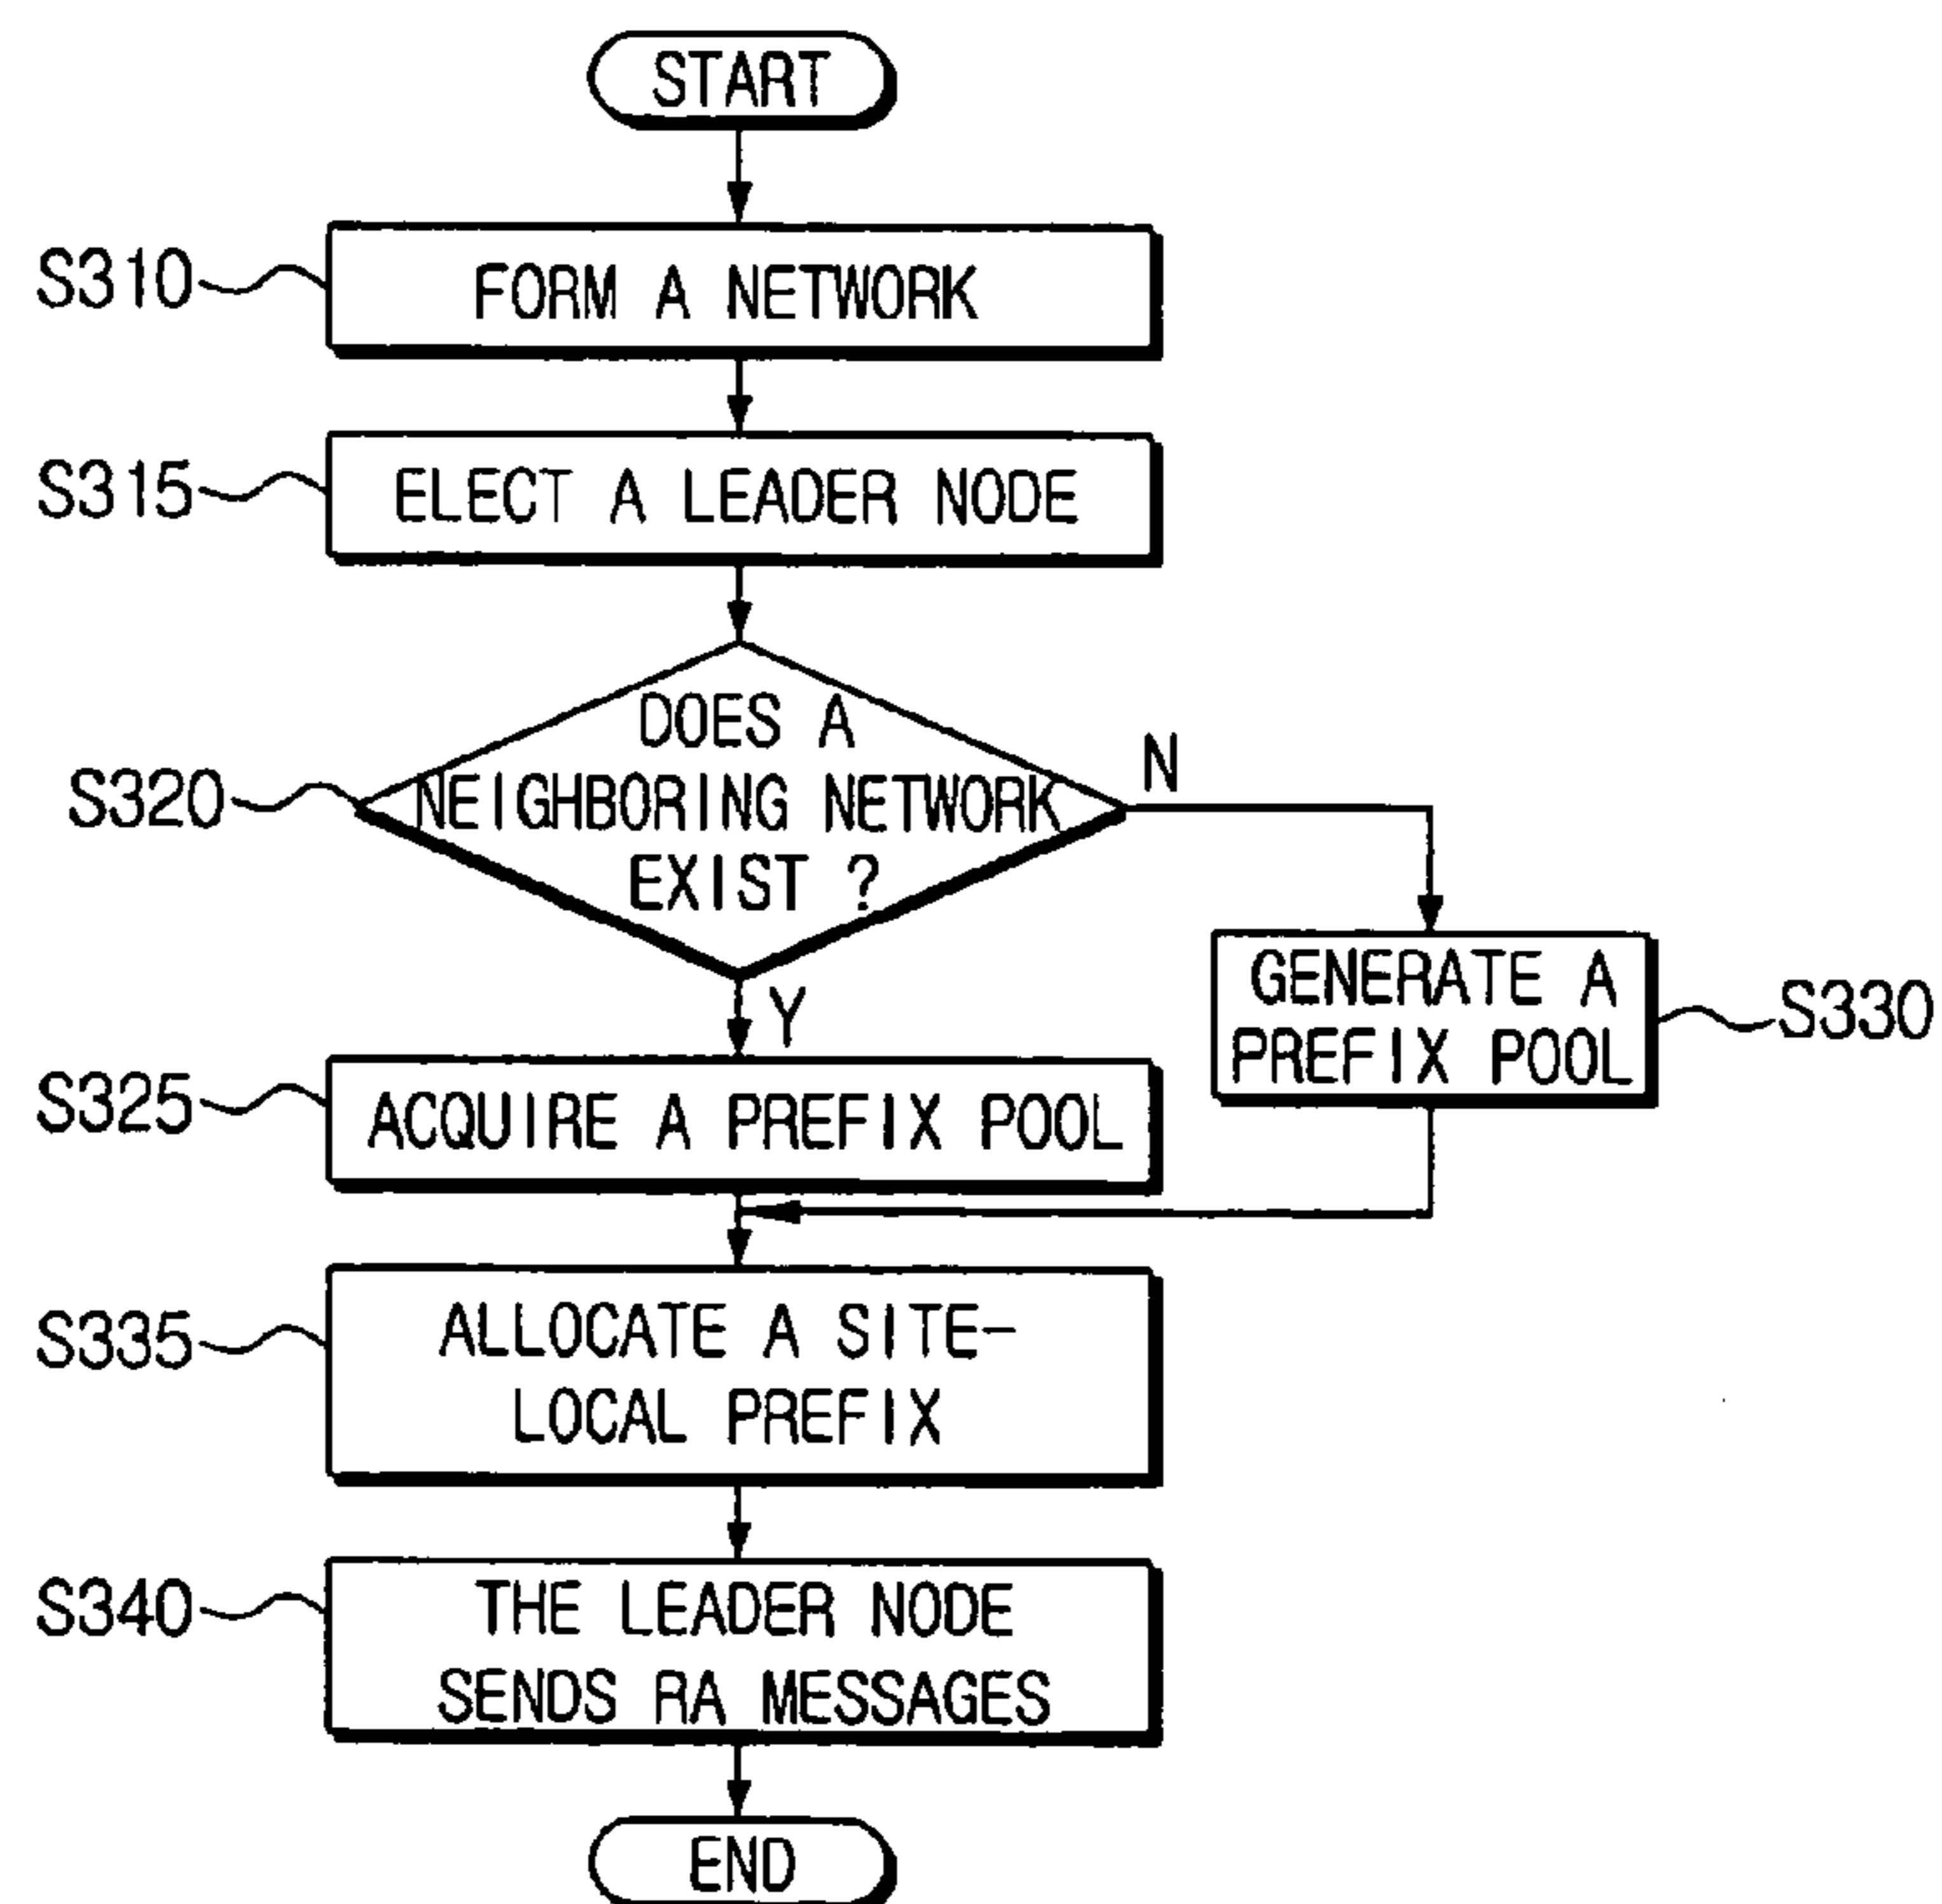 START
S310
FORM A NETWORK
S315
ELECT A LEADER NODE
S320
DOES A
NEIGHBORING NETWORK
EXIST ?
N
Y
GENERATE A
PREFIX POOL
S330
S325
ACQUIRE A PREFIX POOL
S335
ALLOCATE A SITE-
LOCAL PREFIX
S340
THE LEADER NODE
SENDS RA MESSAGES
END